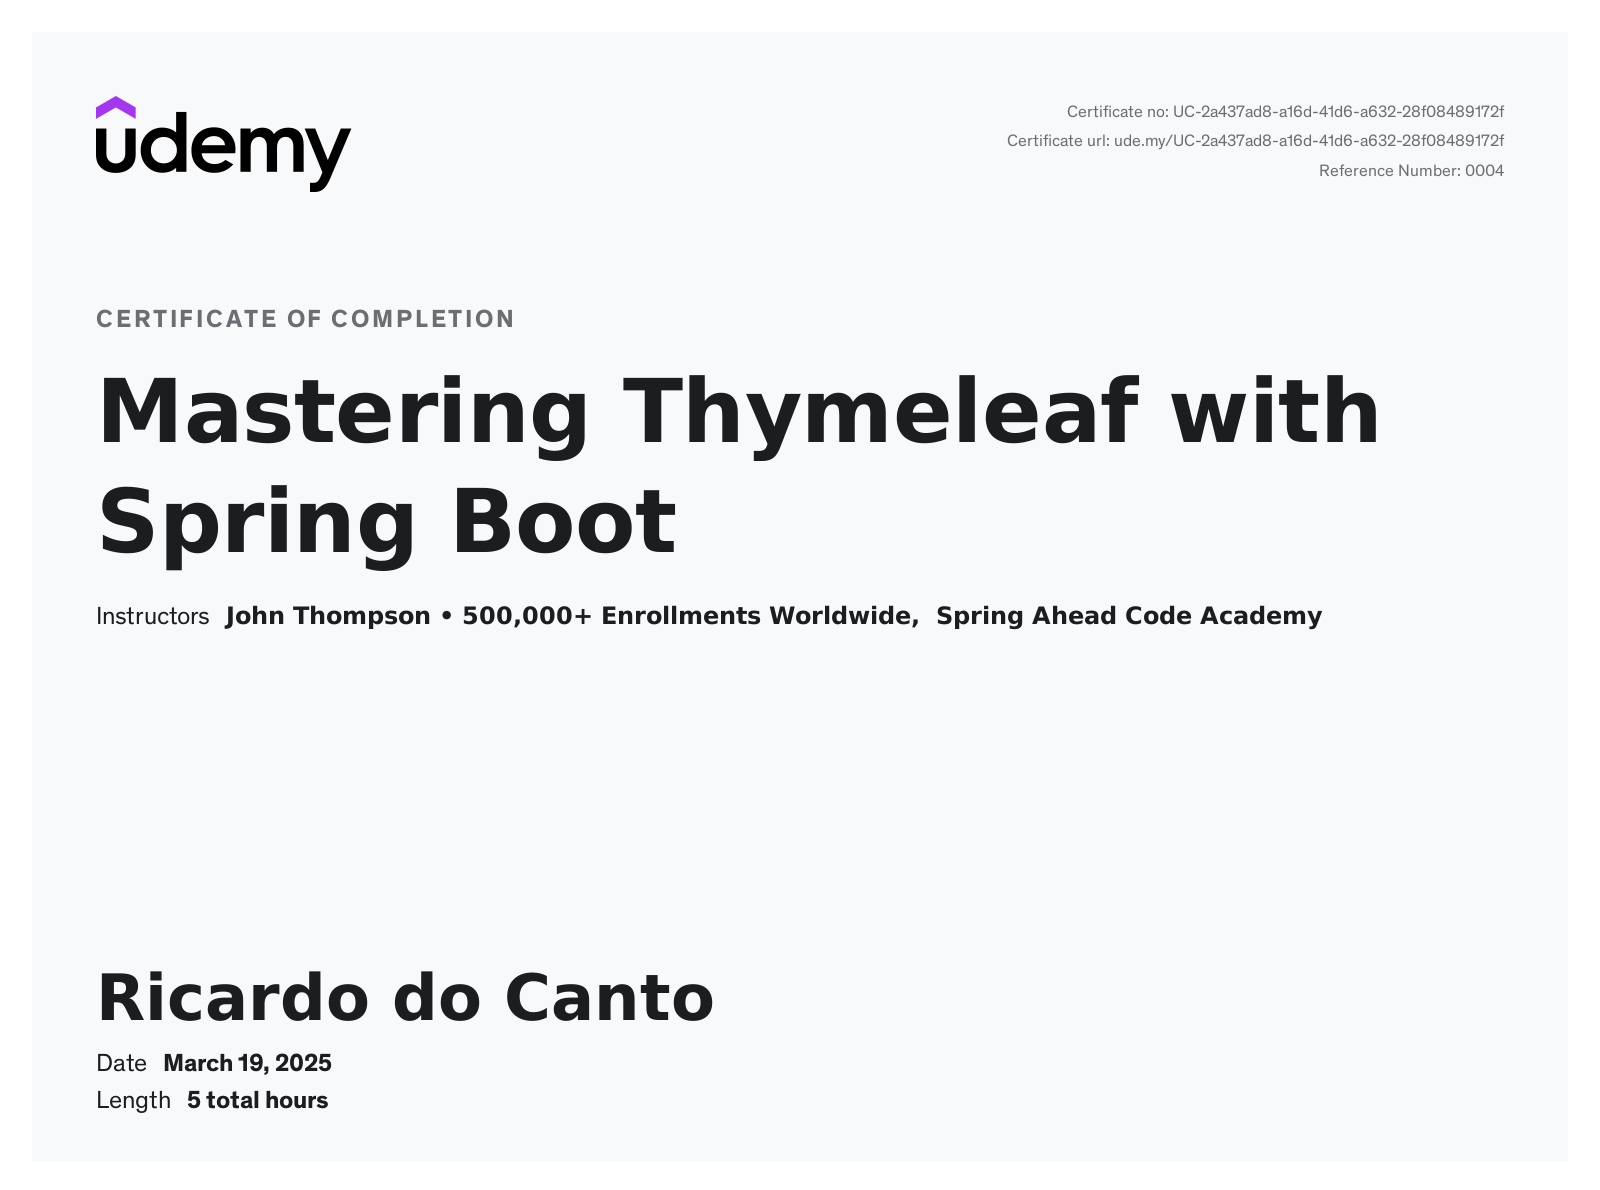 udemy
Certificate no: UC-2a437ad8-a16d-41d6-a632-28f08489172f
Certificate url: ude.my/UC-2a437ad8-a16d-41d6-a632-28f08489172f
Reference Number: 0004
CERTIFICATE OF COMPLETION
Mastering Thymeleaf with
Spring Boot
Instructors John Thompson • 500,000+ Enrollments Worldwide, Spring Ahead Code Academy
Ricardo do Canto
Date March 19, 2025
Length 5 total hours